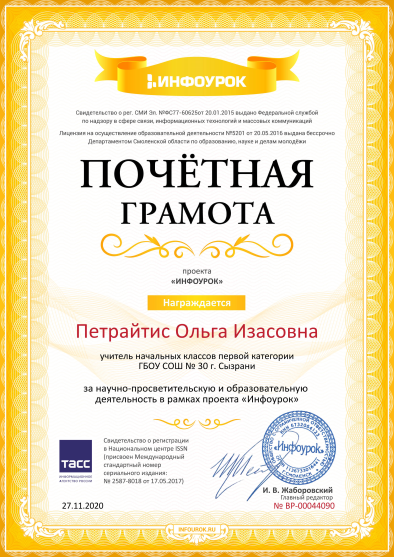 ИНФОУРОК
Свидетельство о рег. СМИ Эл. №ФС77-60625от 20.01.2015 выдано Федеральной службой
по надзору в сфере связи, информационных технологий и массовых коммуникаций
Лицензия на осуществление образовательной деятельности №5201 от 20.05.2016 выдана бессрочно
Департаментом Смоленской области по образованию, науке и делам молодёжи
ПОЧЁТНАЯ
ГРАМОТА
проекта
«ИНФОУРОК»
Награждается
Петрайтис Ольга Изасовна
учитель начальных классов первой категории
ГБОУ СОШ № 30 г. Сызрани
за научно-просветительскую и образовательную
деятельность в рамках проекта «Инфоурок»
ТАСС
ИНФОРМАЦИОННОЕ
АГЕНТСТВО РОССИИ
Свидетельство о регистрации
в Национальном центре ISSN
(присвоен Международный
стандартный номер
сериального издания:
№ 2587-8018 от 17.05.2017)
«Инфоурок»
И. В. Жаборовский
Главный редактор
27.11.2020
№ ВР-00044090
INFOUROK.RU